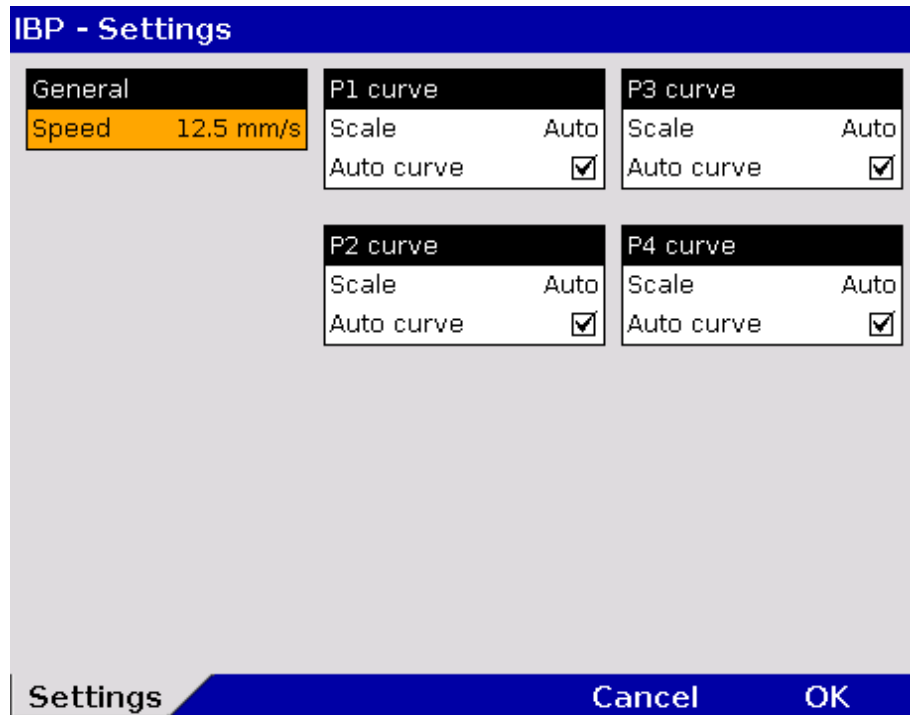 IBP - Settings
General
Speed 12.5 mm/s
P1 curve
Scale Auto
Auto curve
P2 curve
Scale Auto
Auto curve
P3 curve
Scale Auto
Auto curve
P4 curve
Scale Auto
Auto curve
Settings
Cancel
OK